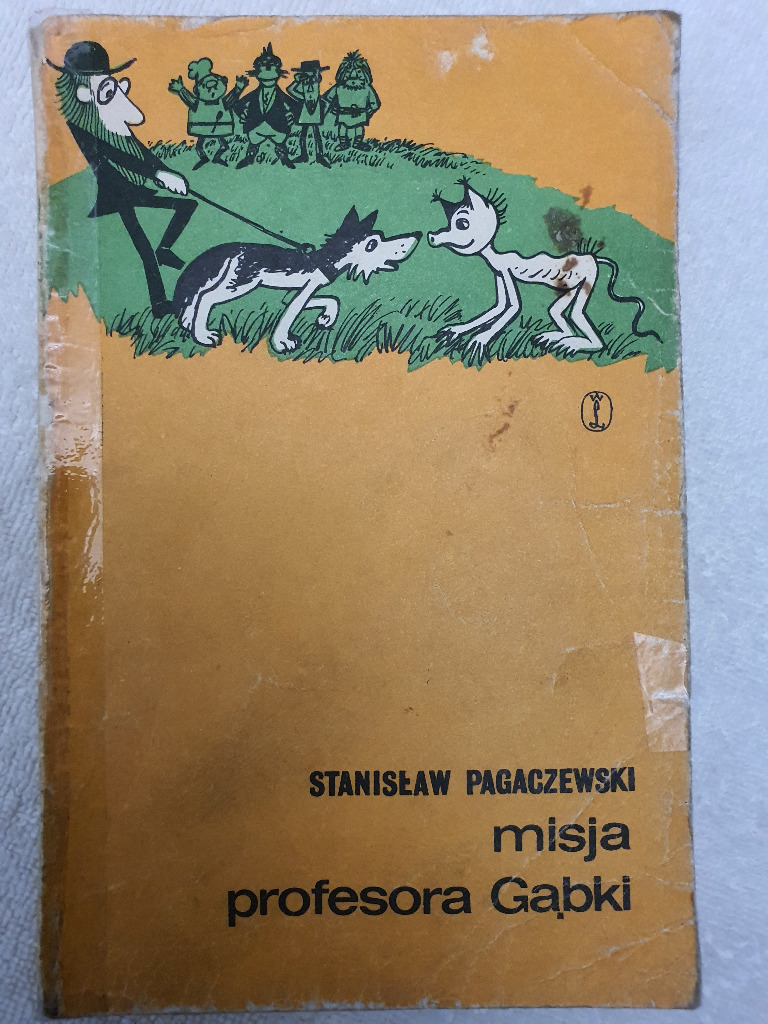 STANISŁAW PAGACZEWSKI
misja
profesora Gąbki